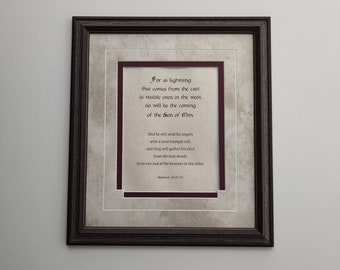 For as lightning
that comes from the east
is visible even in the west
so will be the coming
of the Son of Man.
And he will send his angels
with a loud trumpet call,
and they will gather his elect
from the four winds,
from one end of the heavens to the other.
Matthew 24:27,31